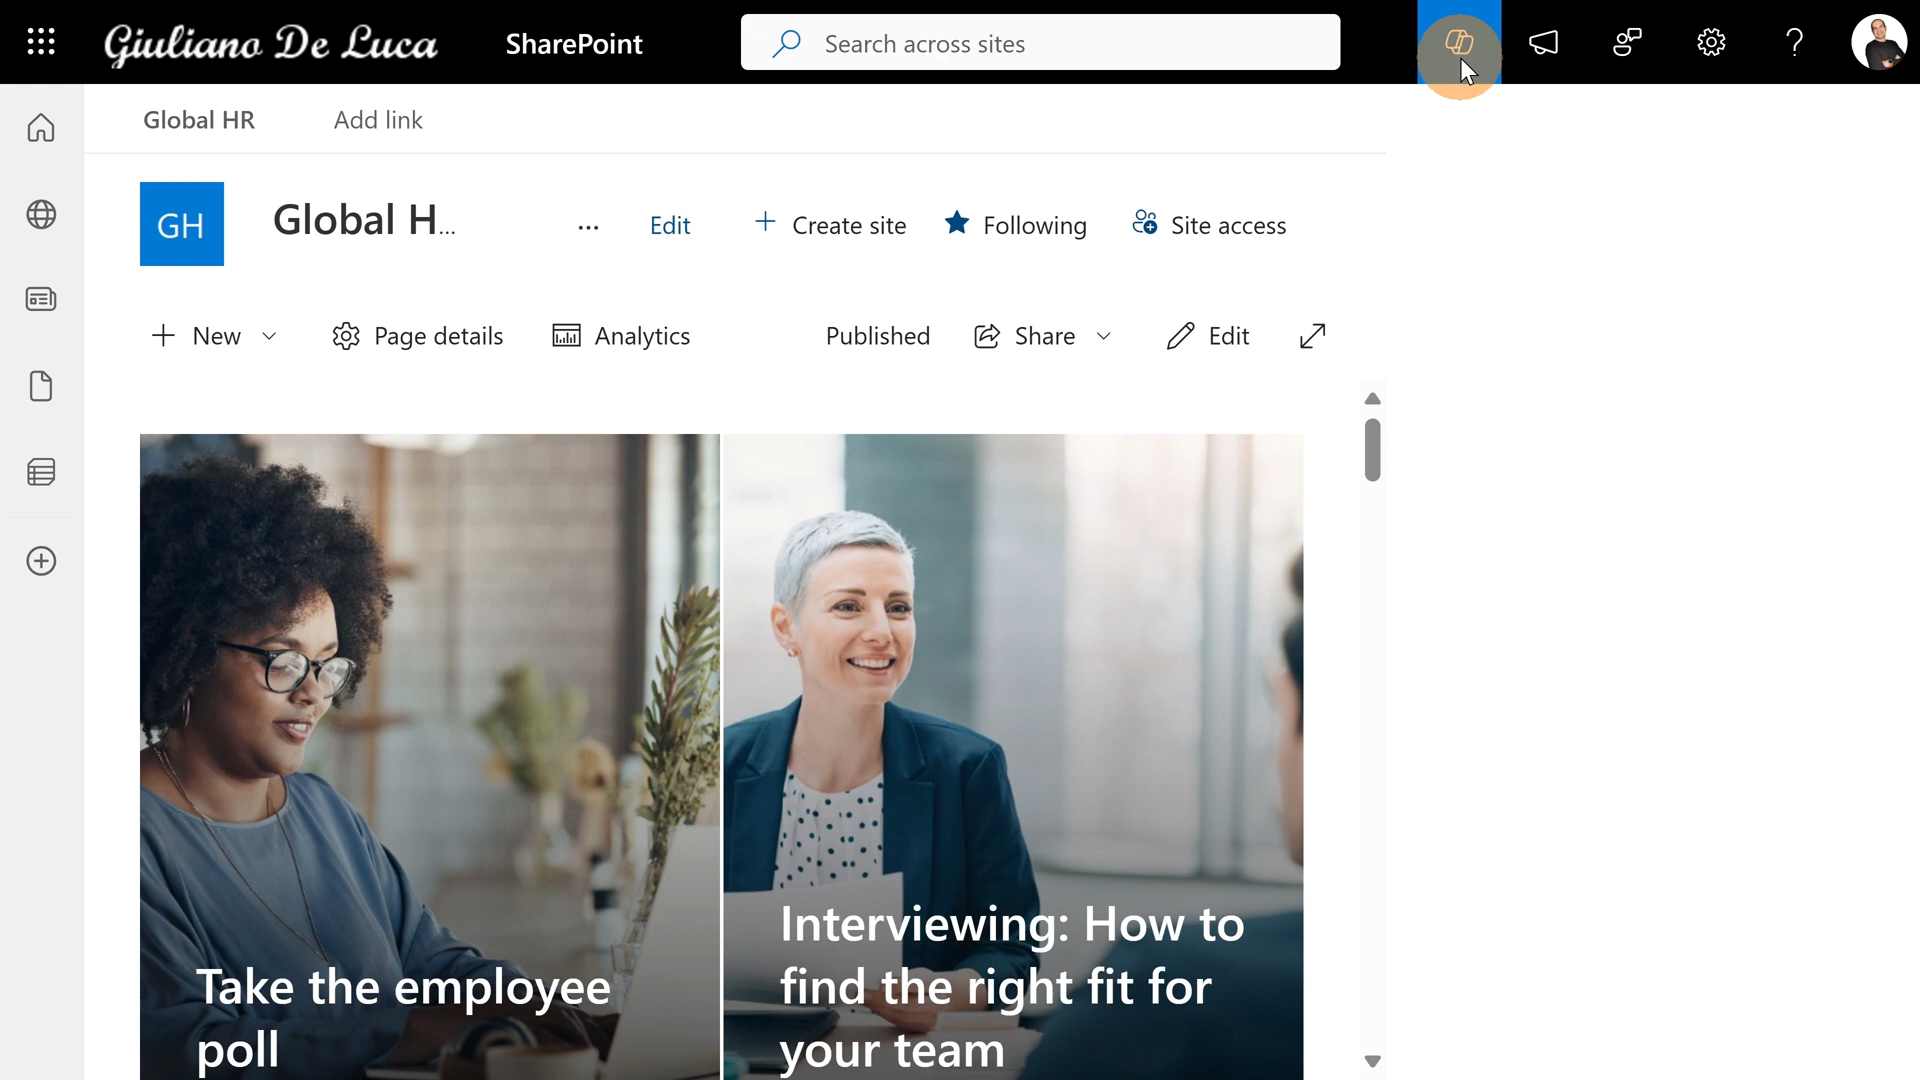 Giuliano De Luca
SharePoint
Search across sites
Global HR
Add link
GH
Global H...
Edit
Create site
Following
Site access
New
Page details
Analytics
Published
Share
Edit
Take the employee
poll
Interviewing: How to
find the right fit for
your team